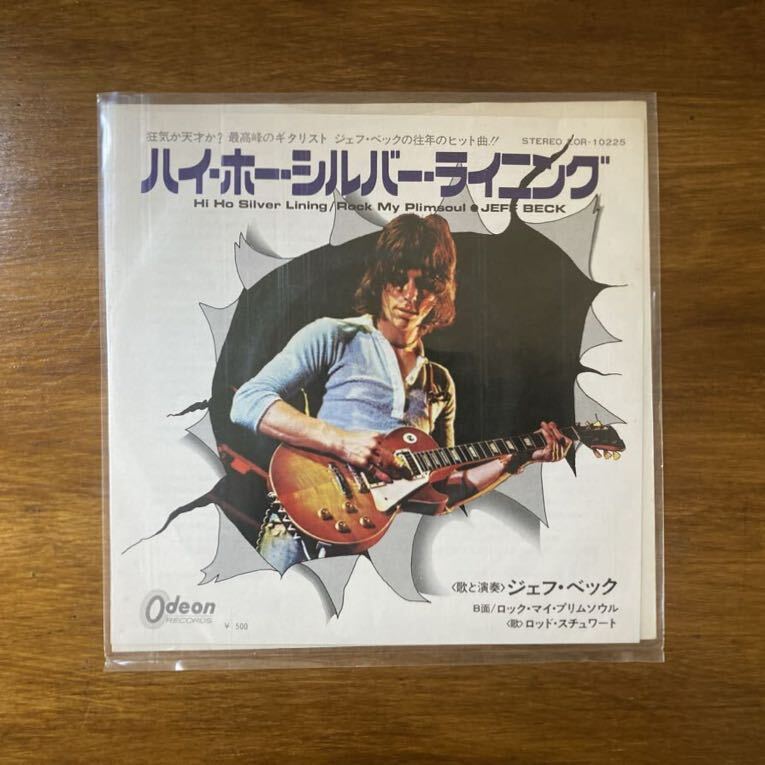 狂気か天才か? 最高峰のギタリスト ジェフ・ベックの往年のヒット曲!! STEREO EOR-10225
ハイ・ホー・シルバー・ライニング
Hi Ho Silver Lining/Rock My Plimsoul ● JEFF BECK
〈歌と演奏〉ジェフ・ベック
B面/ロック・マイ・プリムソウル
〈歌〉ロッド・スチュワート
Odeon
RECORDS
¥ 500